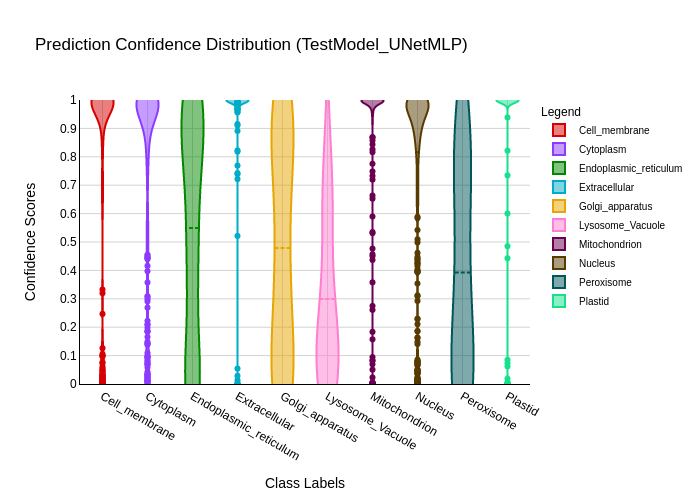 Prediction Confidence Distribution (TestModel_UNetMLP)
Legend
Cell_membrane
Cytoplasm
Endoplasmic_reticulum
Extracellular
Golgi_apparatus
Lysosome_Vacuole
Mitochondrion
Nucleus
Peroxisome
Plastid
Confidence Scores
1
0.9
0.8
0.7
0.6
0.5
0.4
0.3
0.2
0.1
0
Cell_membrane
Cytoplasm
Endoplasmic_reticulum
Extracellular
Golgi_apparatus
Lysosome_Vacuole
Mitochondrion
Nucleus
Peroxisome
Plastid
Class Labels